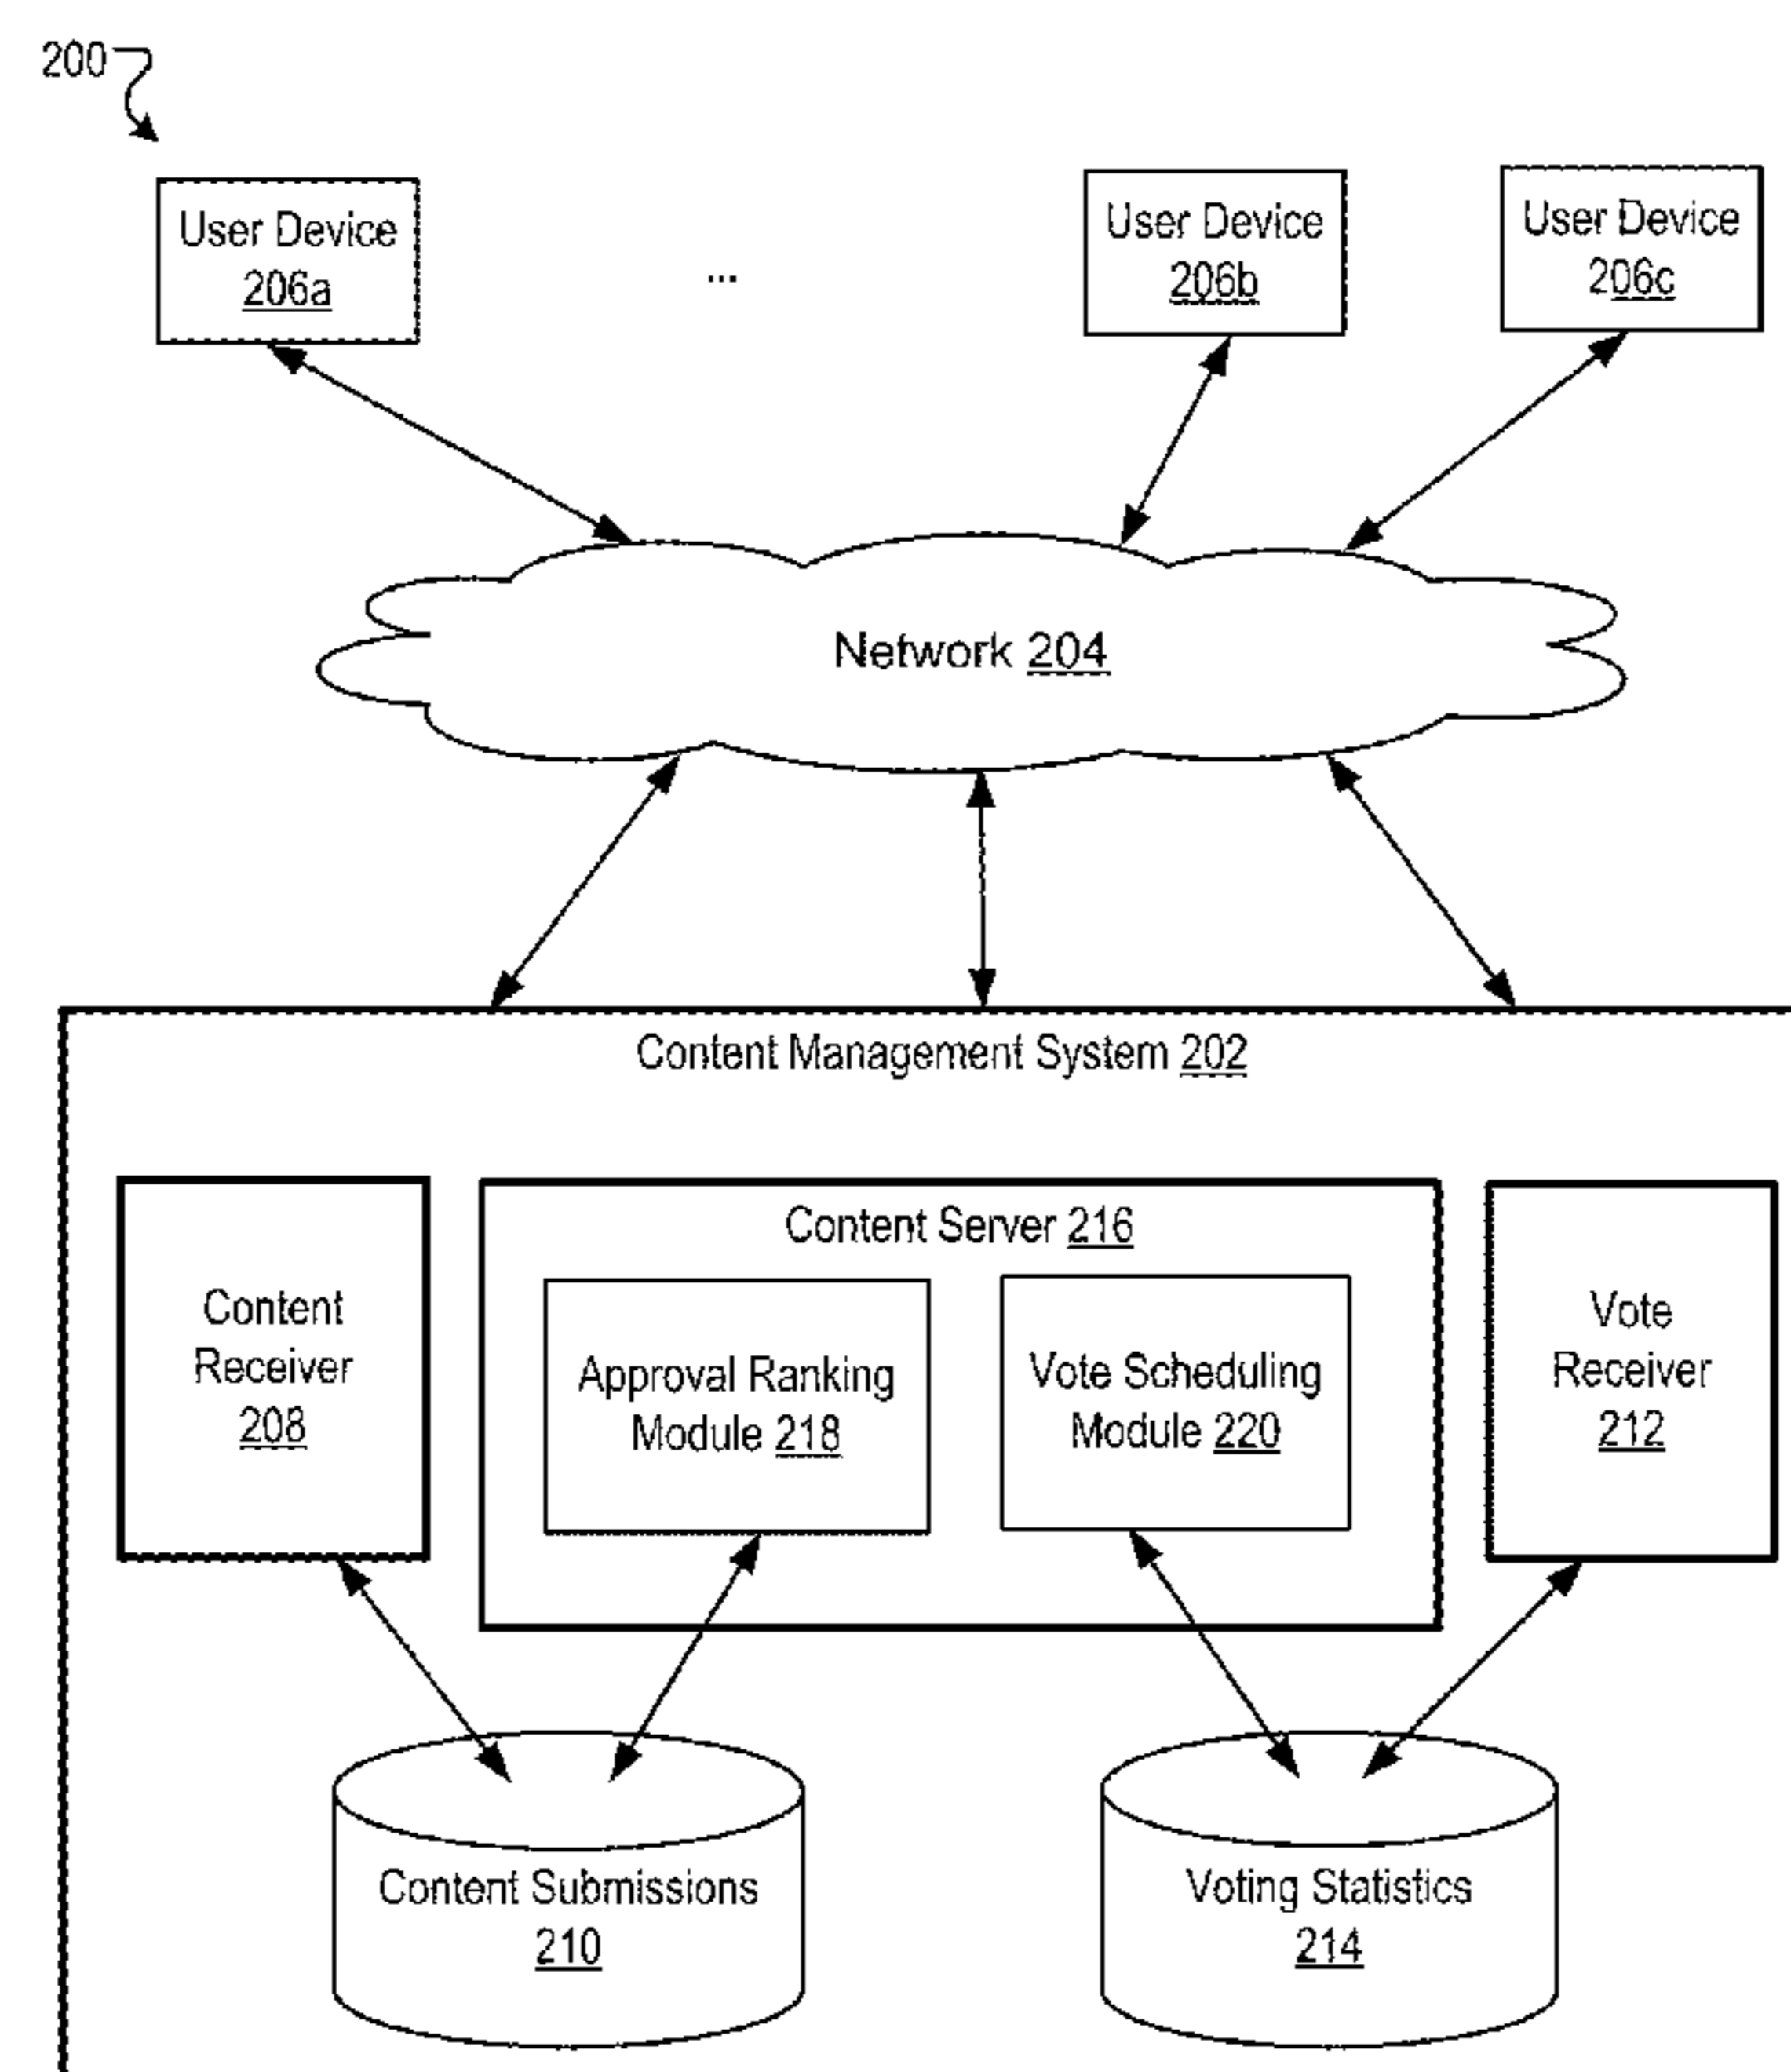 200
User Device
206a
...
User Device
206b
User Device
206c
Network 204
Content Management System 202
Content
Receiver
208
Content Server 216
Approval Ranking
Module 218
Vote Scheduling
Module 220
Vote
Receiver
212
Content Submissions
210
Voting Statistics
214